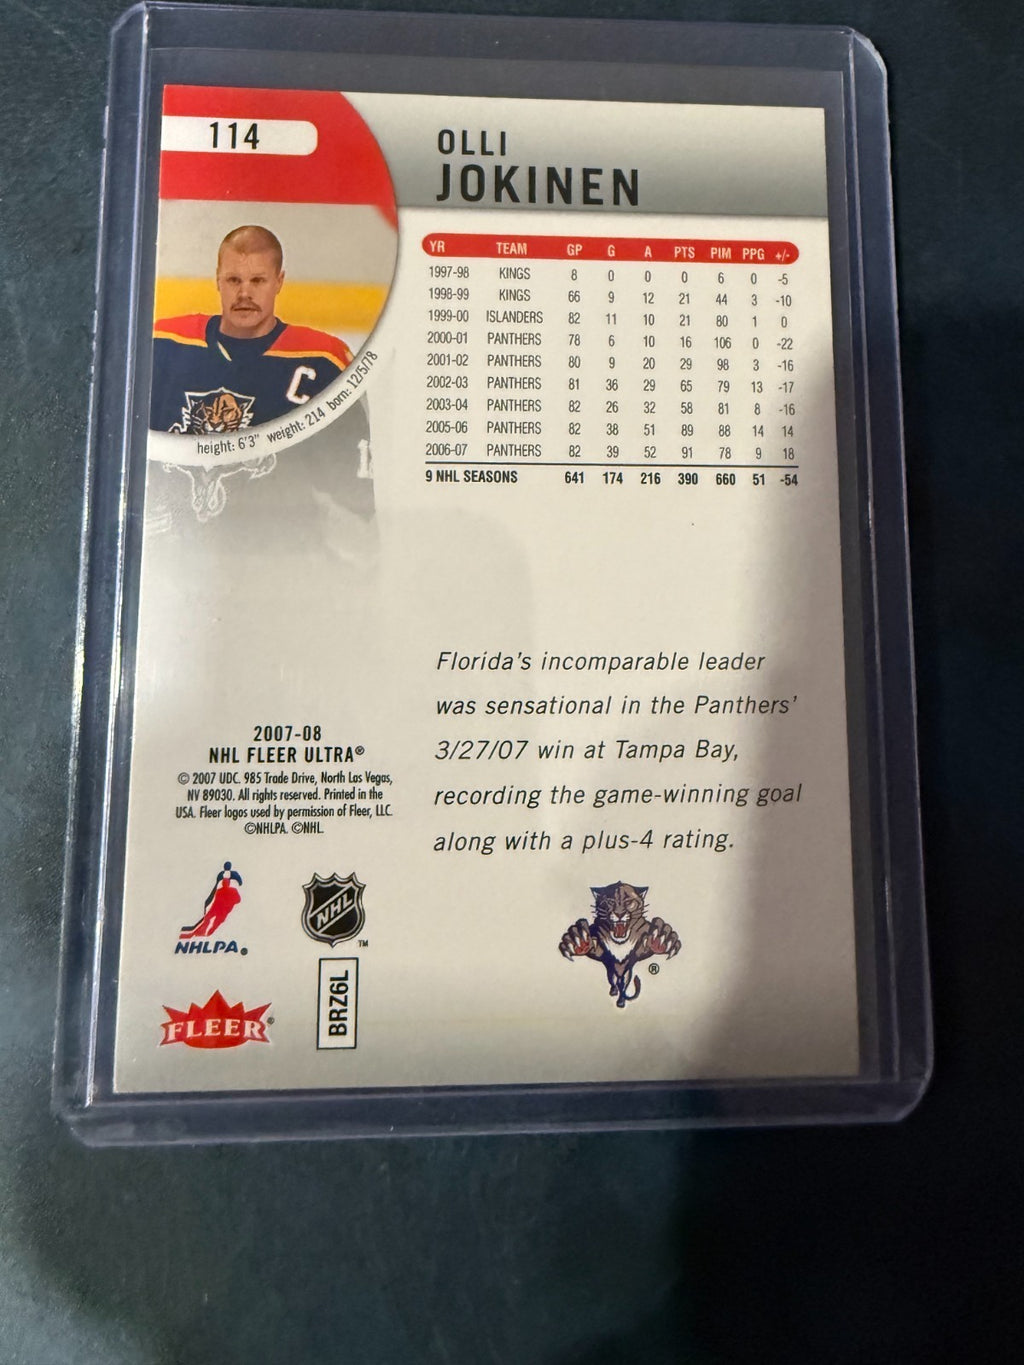 114
OLLI
JOKINEN
YR TEAM GP G A PTS PIM PPG +/-
1997-98 KINGS 8 0 0 0 6 0 -5
1998-99 KINGS 66 9 12 21 44 3 -10
1999-00 ISLANDERS 82 11 10 21 80 1 0
2000-01 PANTHERS 78 6 10 16 106 0 -22
2001-02 PANTHERS 80 9 20 29 98 3 -16
2002-03 PANTHERS 81 36 29 65 79 13 -17
2003-04 PANTHERS 82 26 32 58 81 8 -16
2005-06 PANTHERS 82 38 51 89 88 14 14
2006-07 PANTHERS 82 39 52 91 78 9 18
9 NHL SEASONS 641 174 216 390 660 51 -54
C
height: 6'3" weight: 214 born: 12/5/78
Florida's incomparable leader
was sensational in the Panthers'
3/27/07 win at Tampa Bay,
recording the game-winning goal
along with a plus-4 rating.
2007-08
NHL FLEER ULTRA®
© 2007 UDC. 985 Trade Drive, North Las Vegas,
NV 89030. All rights reserved. Printed in the
USA. Fleer logos used by permission of Fleer, LLC.
©NHLPA. ©NHL.
NHLPA®
NHL
TM
FLEER®
BRZ6L
®